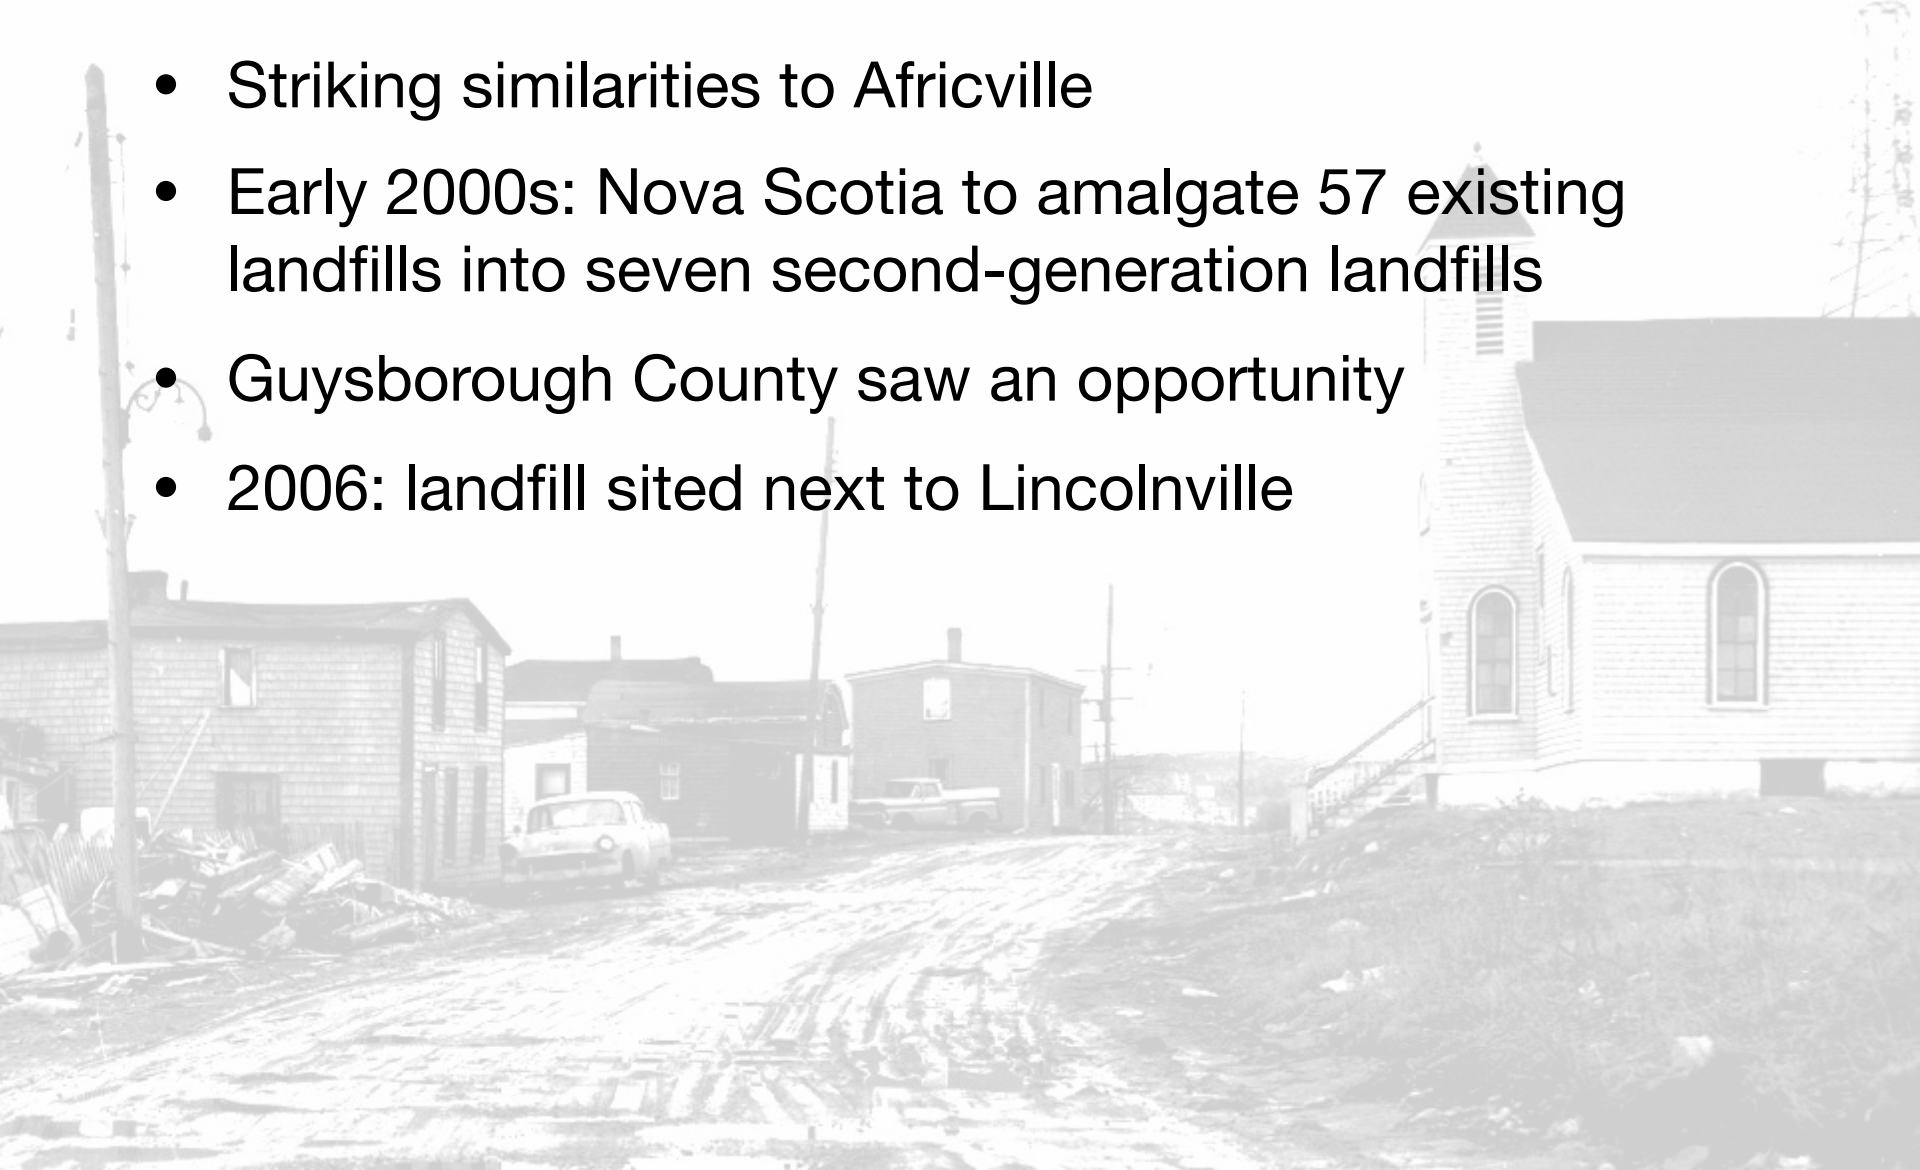 • Striking similarities to Africville
• Early 2000s: Nova Scotia to amalgate 57 existing
landfills into seven second-generation landfills
• Guysborough County saw an opportunity
• 2006: landfill sited next to Lincolnville